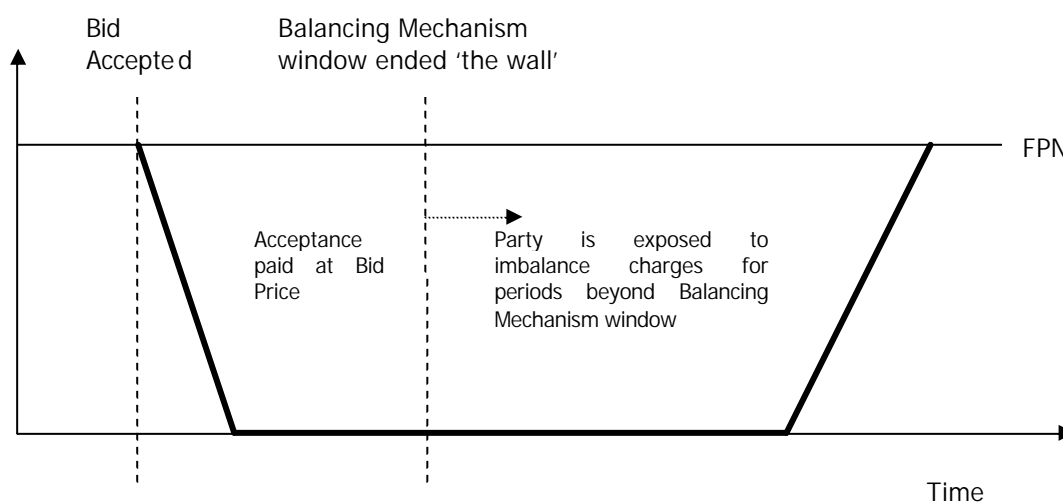 Bid
Accepted
Balancing Mechanism
window ended ‘the wall’
FPN
Acceptance
paid at Bid
Price
Party is exposed to
imbalance charges for
periods beyond Balancing
Mechanism window
Time